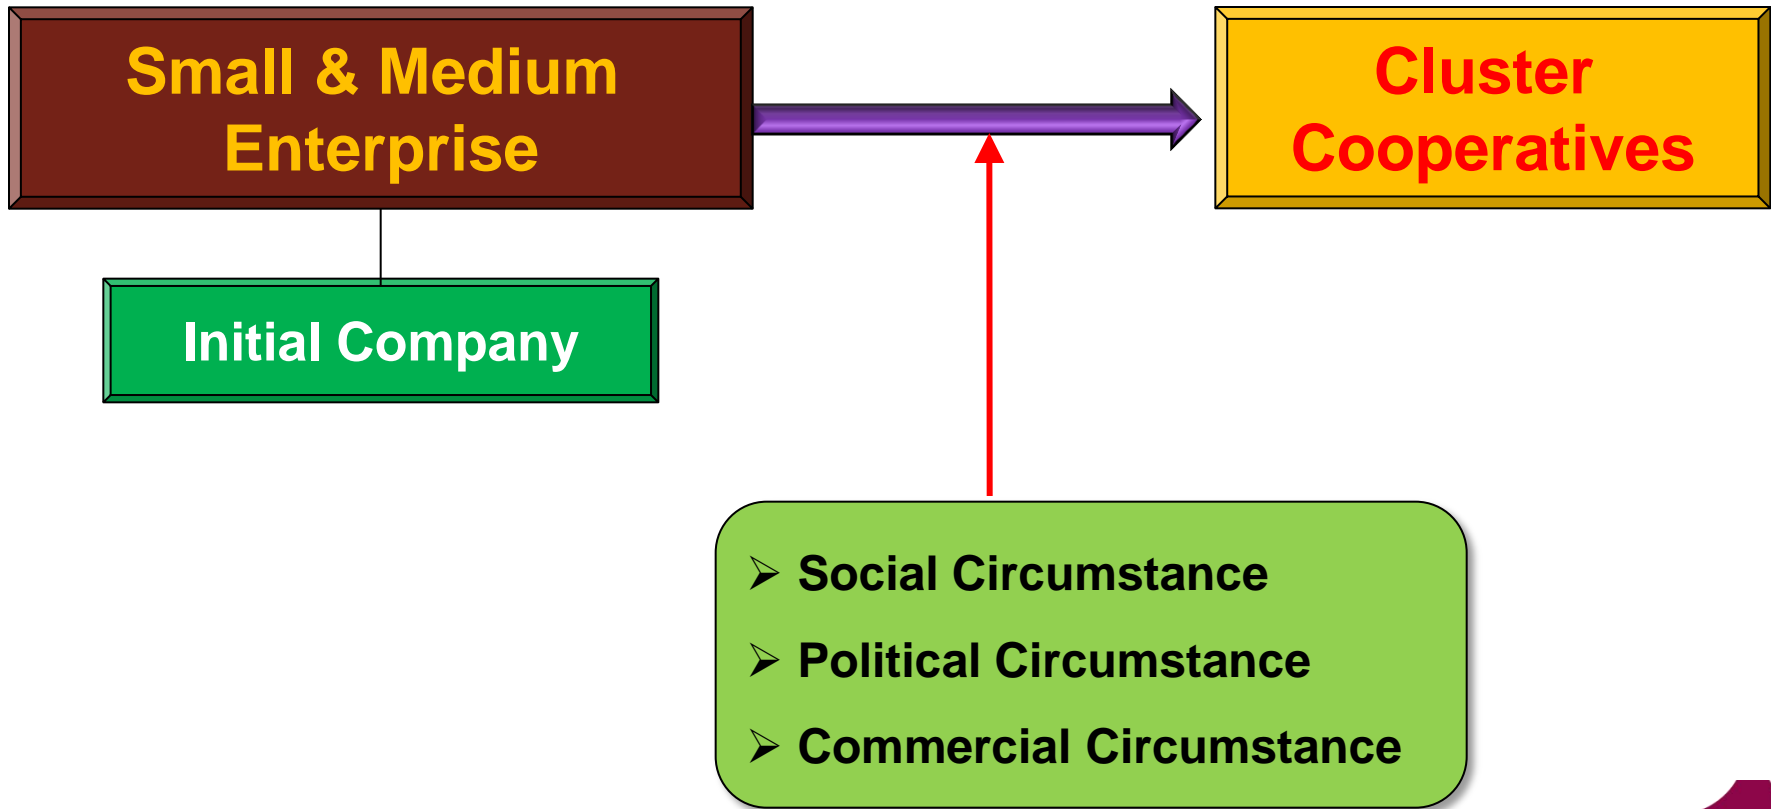 Small & Medium
Enterprise
Cluster
Cooperatives
Initial Company
➢ Social Circumstance
➢ Political Circumstance
➢ Commercial Circumstance